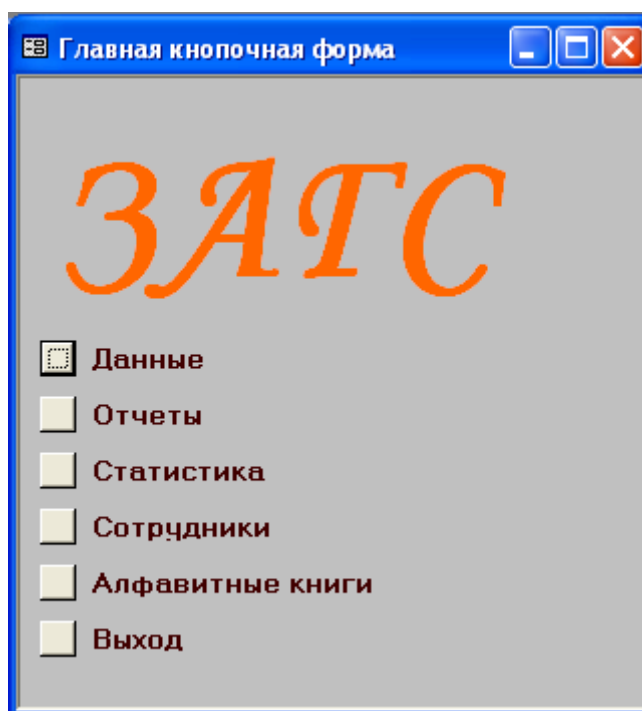 Главная кнопочная форма
ЗАГС
Данные
Отчеты
Статистика
Сотрудники
Алфавитные книги
Выход